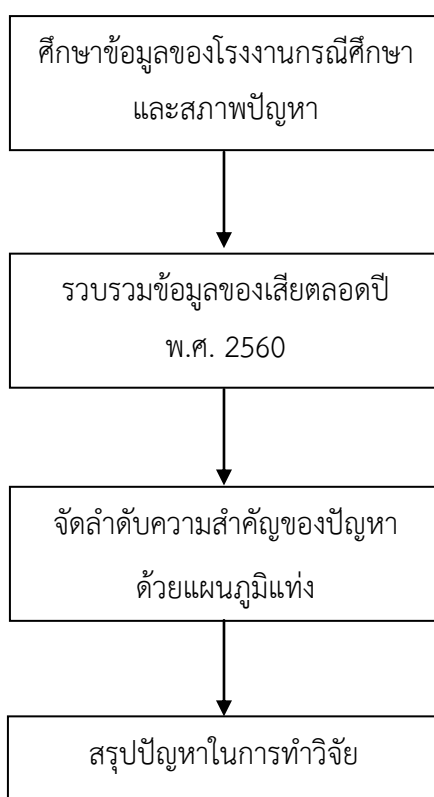 ศึกษาข้อมูลของโรงงานกรณีศึกษา
และสภาพปัญหา
รวบรวมข้อมูลของเสียตลอดปี
พ.ศ. 2560
จัดลำดับความสำคัญของปัญหา
ด้วยแผนภูมิแท่ง
สรุปปัญหาในการทำวิจัย